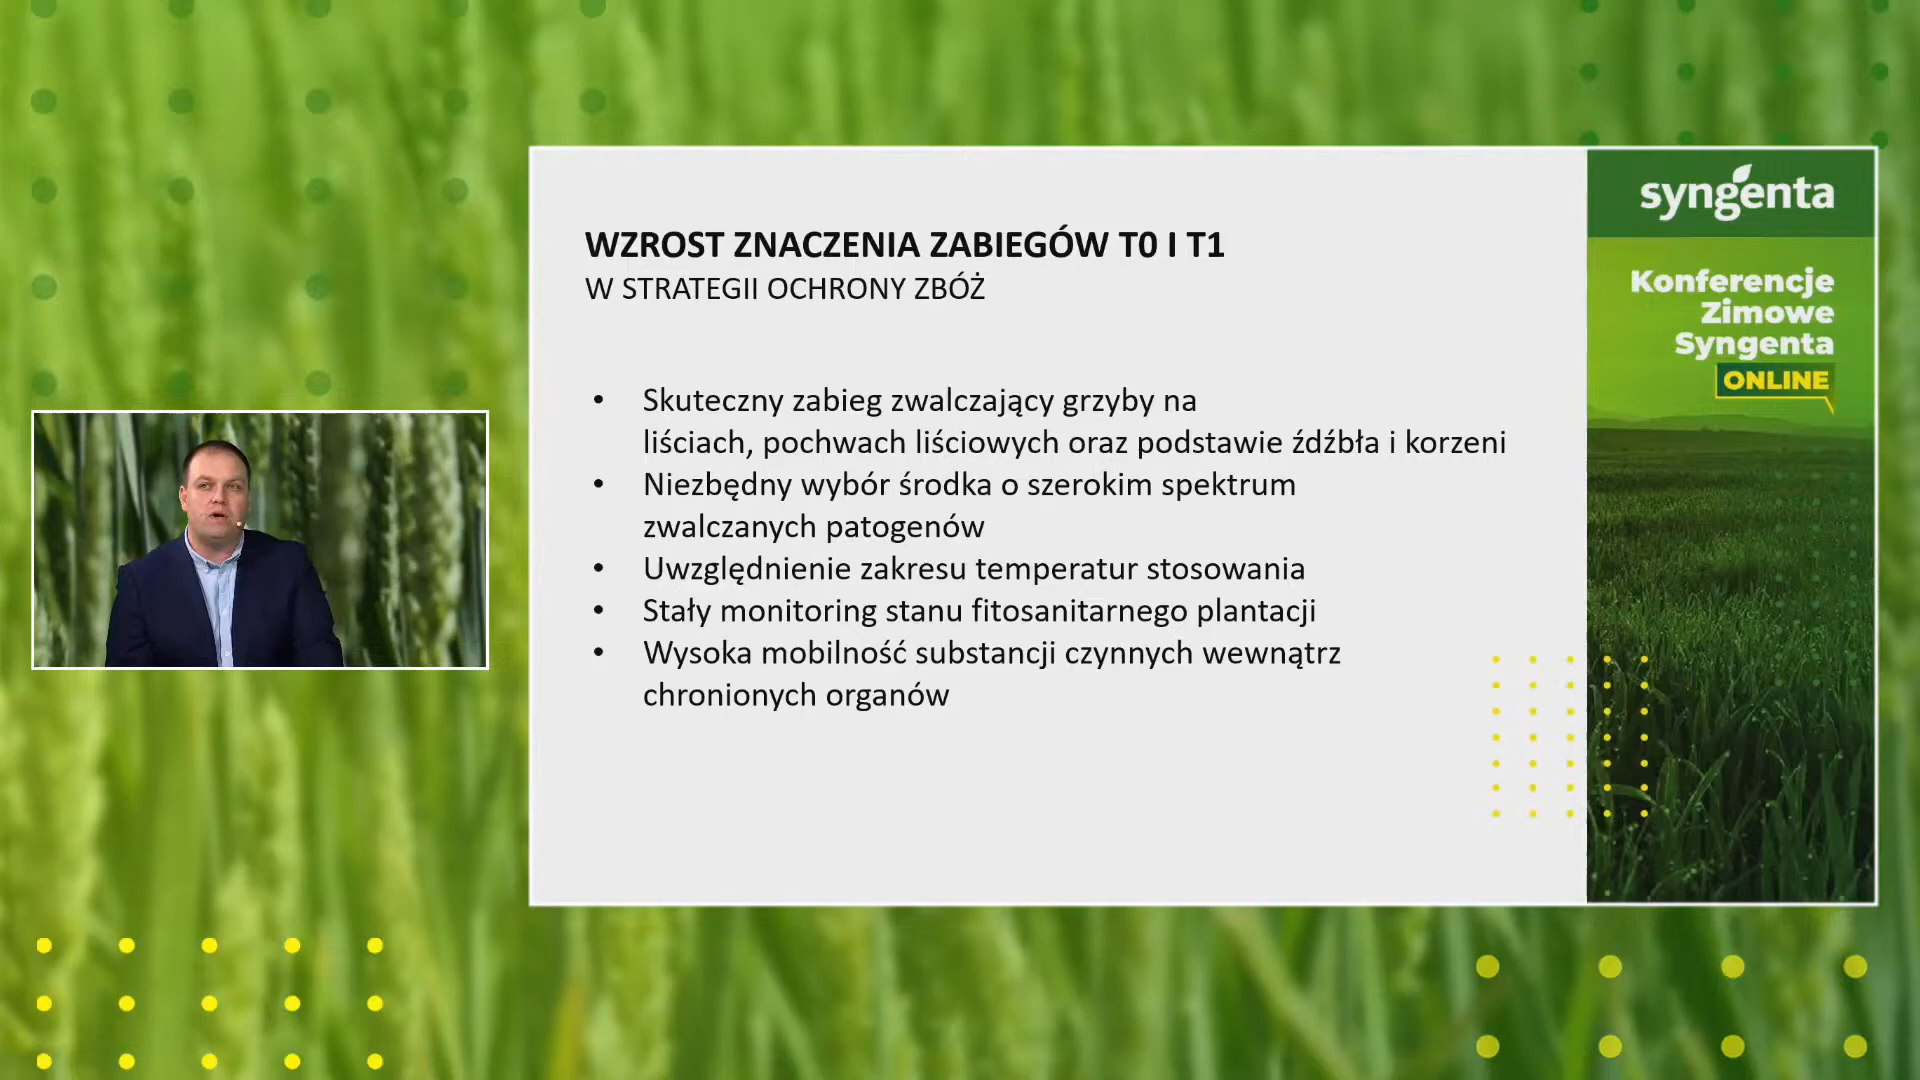 WZROST ZNACZENIA ZABIEGÓW T0 I T1
W STRATEGII OCHRONY ZBÓŻ
• Skuteczny zabieg zwalczający grzyby na
liściach, pochwach liściowych oraz podstawie źdźbła i korzeni
• Niezbędny wybór środka o szerokim spektrum
zwalczanych patogenów
• Uwzględnienie zakresu temperatur stosowania
• Stały monitoring stanu fitosanitarnego plantacji
• Wysoka mobilność substancji czynnych wewnątrz
chronionych organów
syngenta
Konferencje
Zimowe
Syngenta
ONLINE